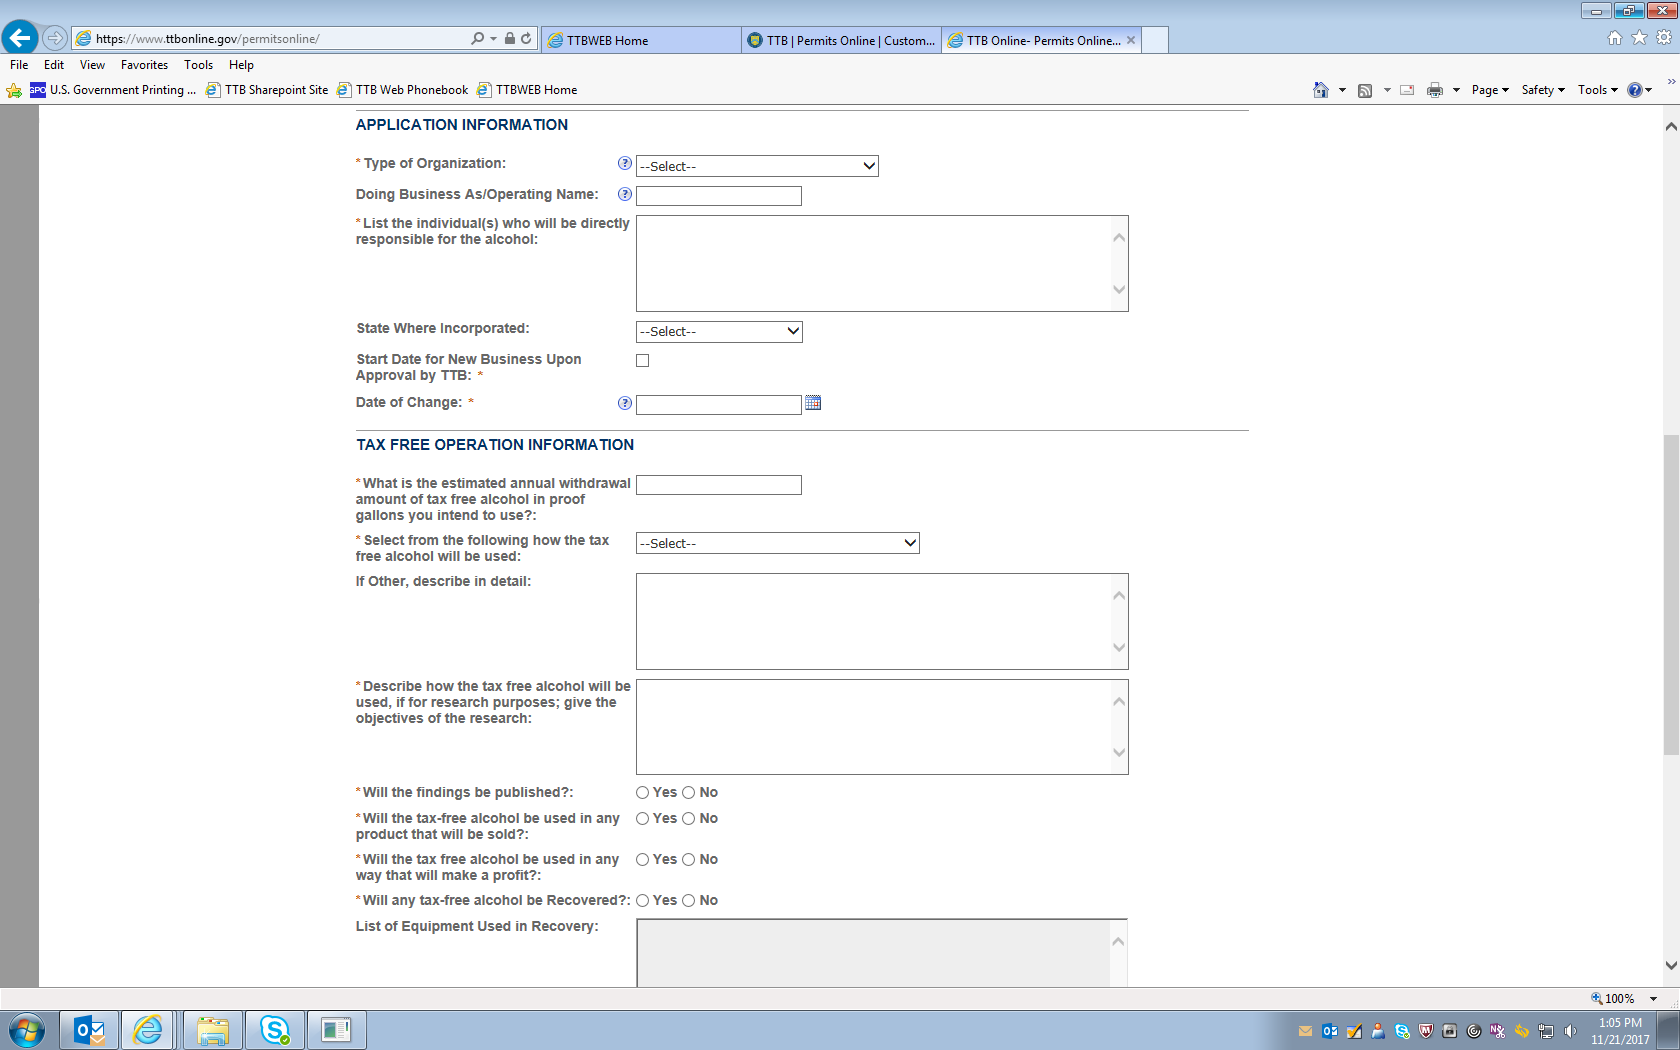 https://www.ttbonline.gov/permitsonline/
TTBWEB Home
TTB | Permits Online | Custom...
TTB Online- Permits Online...
File Edit View Favorites Tools Help
GPO U.S. Government Printing ... TTB Sharepoint Site TTB Web Phonebook TTBWEB Home
Page Safety Tools
APPLICATION INFORMATION
* Type of Organization: --Select--
Doing Business As/Operating Name:
* List the individual(s) who will be directly
responsible for the alcohol:
State Where Incorporated: --Select--
Start Date for New Business Upon
Approval by TTB: *
Date of Change: *
TAX FREE OPERATION INFORMATION
* What is the estimated annual withdrawal
amount of tax free alcohol in proof
gallons you intend to use?:
* Select from the following how the tax
free alcohol will be used:
--Select--
If Other, describe in detail:
* Describe how the tax free alcohol will be
used, if for research purposes; give the
objectives of the research:
* Will the findings be published?: Yes No
* Will the tax-free alcohol be used in any
product that will be sold?:
Yes No
* Will the tax free alcohol be used in any
way that will make a profit?:
Yes No
* Will any tax-free alcohol be Recovered?: Yes No
List of Equipment Used in Recovery:
100%
1:05 PM
11/21/2017